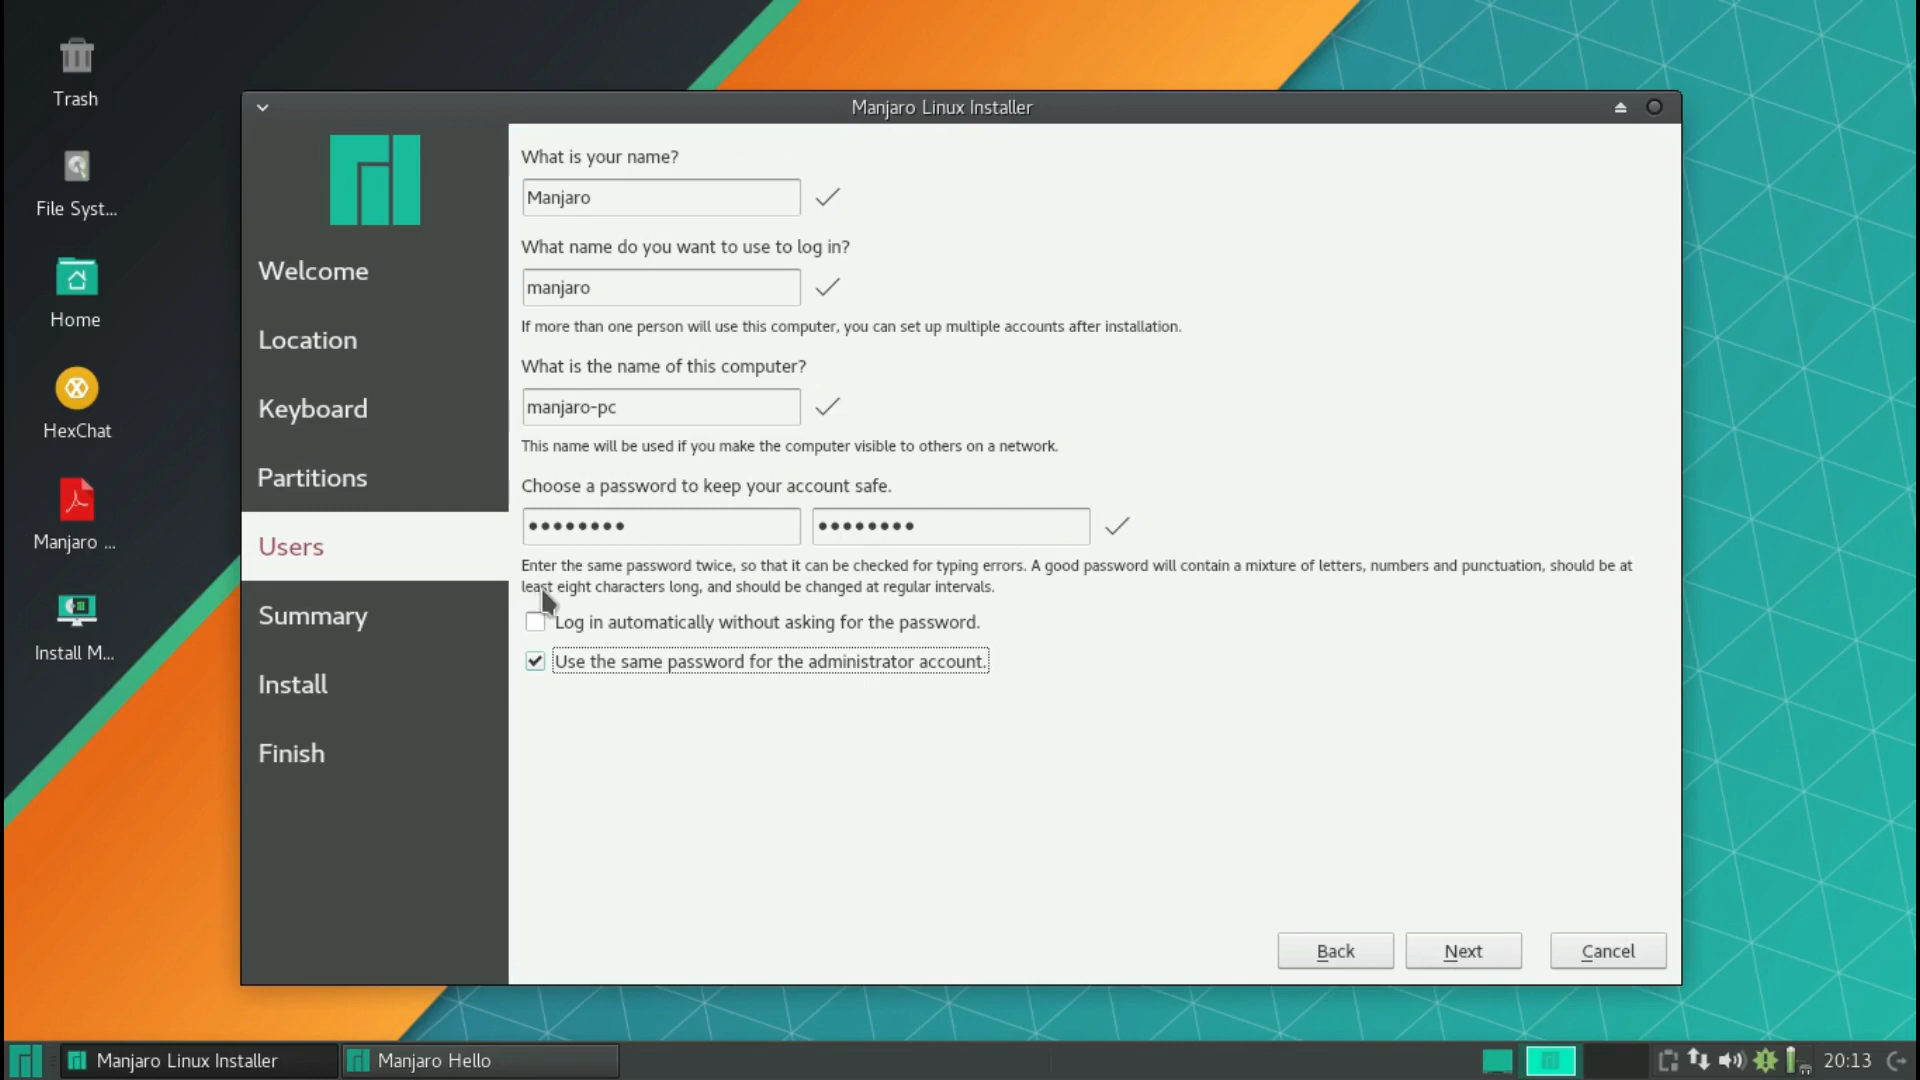 Trash
File Syst...
Home
HexChat
Manjaro ...
Install M...
Manjaro Linux Installer
Welcome
Location
Keyboard
Partitions
Users
Summary
Install
Finish
What is your name?
Manjaro
What name do you want to use to log in?
manjaro
If more than one person will use this computer, you can set up multiple accounts after installation.
What is the name of this computer?
manjaro-pc
This name will be used if you make the computer visible to others on a network.
Choose a password to keep your account safe.
●●●●●●●● ●●●●●●●●
Enter the same password twice, so that it can be checked for typing errors. A good password will contain a mixture of letters, numbers and punctuation, should be at
least eight characters long, and should be changed at regular intervals.
Log in automatically without asking for the password.
Use the same password for the administrator account.
Back Next Cancel
Manjaro Linux Installer Manjaro Hello 20:13